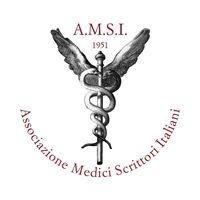 A.M.S.I.
1951
Associazione Medici Scrittori Italiani